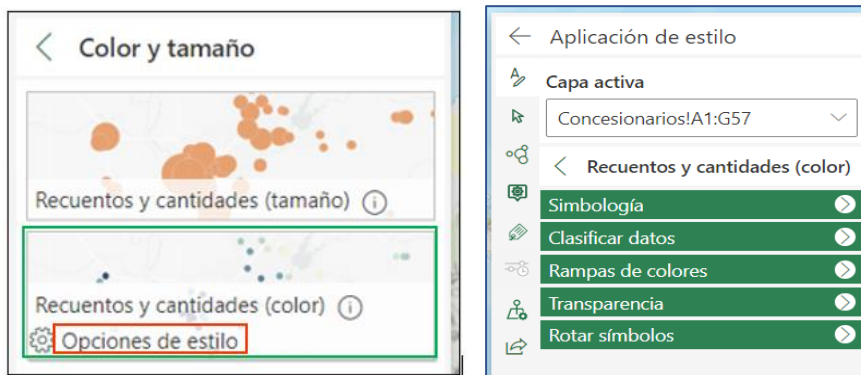 Color y tamaño
Recuentos y cantidades (tamaño)
Recuentos y cantidades (color)
Opciones de estilo
Aplicación de estilo
Capa activa
Concesionarios!A1:G57
Recuentos y cantidades (color)
Simbología
Clasificar datos
Rampas de colores
Transparencia
Rotar símbolos